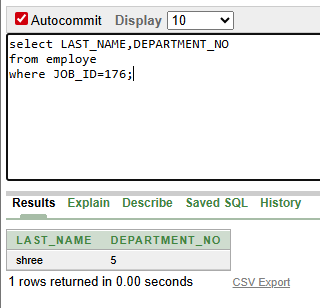 Autocommit Display 10
select LAST_NAME,DEPARTMENT_NO
from employe
where JOB_ID=176;
Results Explain Describe Saved SQL History
LAST_NAME DEPARTMENT_NO
shree 5
1 rows returned in 0.00 seconds CSV Export